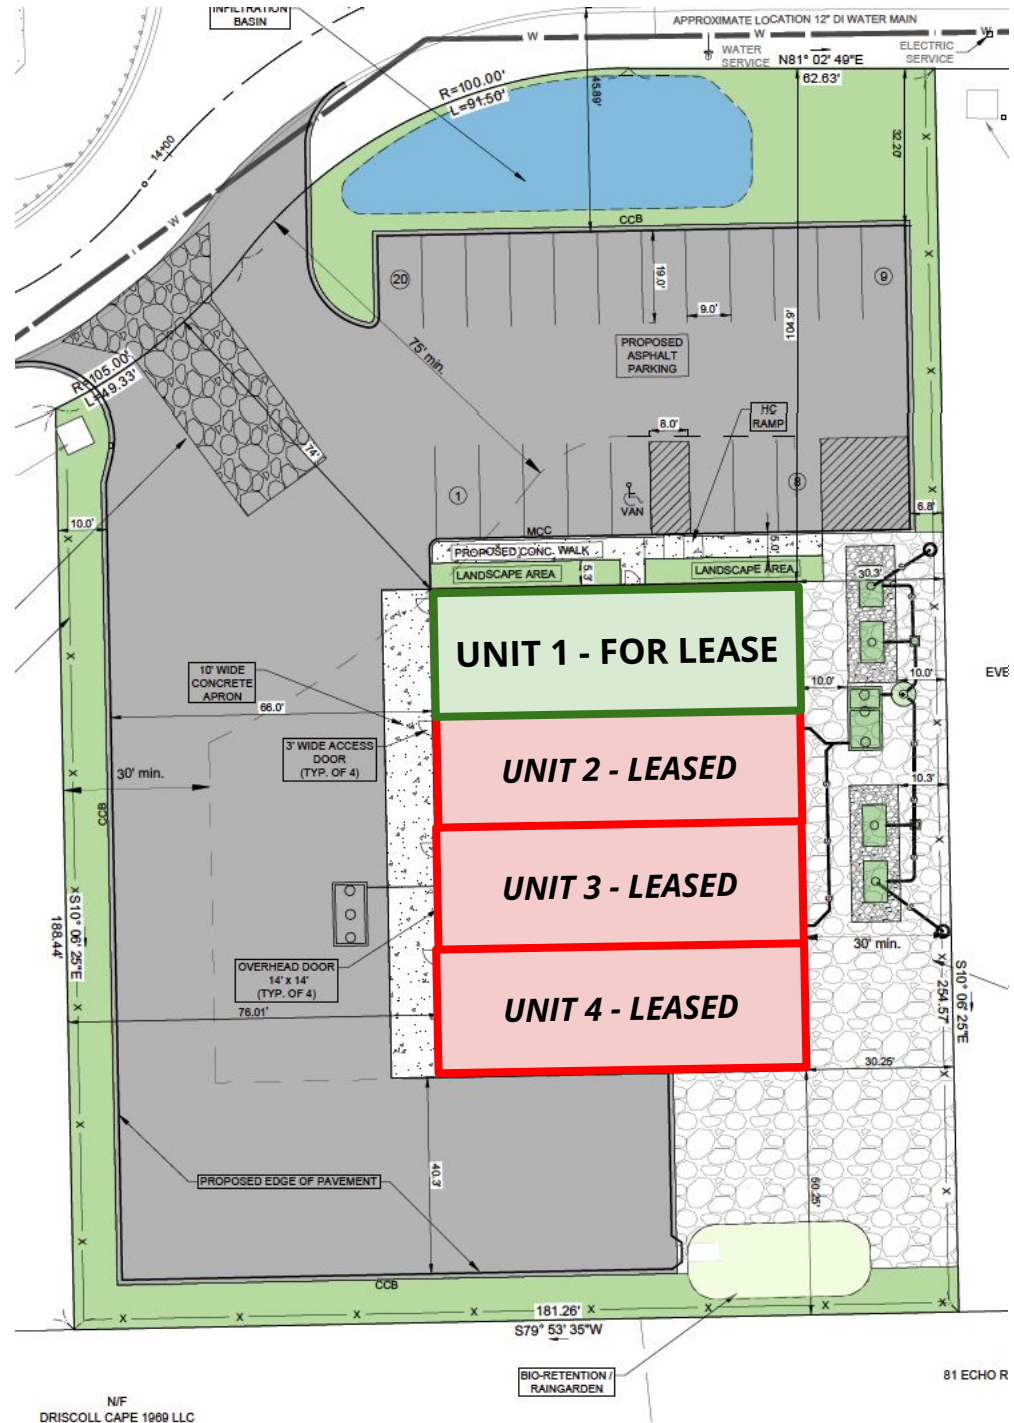 INFILTRATION
BASIN
APPROXIMATE LOCATION 12" DI WATER MAIN
W
W
W
WATER
SERVICE
ELECTRIC
SERVICE
N81° 02' 49"E
62.63'
R=100.00'
L=91.50'
45.89'
32.20'
14+00
W
W
CCB
20
9
19.0'
9.0'
104.9'
PROPOSED
ASPHALT
PARKING
75' min.
R=105.00'
L=49.33'
74'
HC
RAMP
8.0'
1
8
VAN
10.0'
6.8'
MCC
PROPOSED CONC. WALK
5.0'
LANDSCAPE AREA
5.3'
LANDSCAPE AREA
30.3'
UNIT 1 - FOR LEASE
10' WIDE
CONCRETE
APRON
66.0'
10.0'
10.0'
EVE
3' WIDE ACCESS
DOOR
(TYP. OF 4)
30' min.
UNIT 2 - LEASED
10.3'
CCB
UNIT 3 - LEASED
S10° 06' 25"E
188.44'
30' min.
OVERHEAD DOOR
14' x 14'
(TYP. OF 4)
76.01'
UNIT 4 - LEASED
S10° 06' 25"E
254.57'
30.25'
40.3'
50.25'
PROPOSED EDGE OF PAVEMENT
CCB
181.26'
S79° 53' 35"W
BIO-RETENTION /
RAINGARDEN
81 ECHO R
N/F
DRISCOLL CAPE 1969 LLC